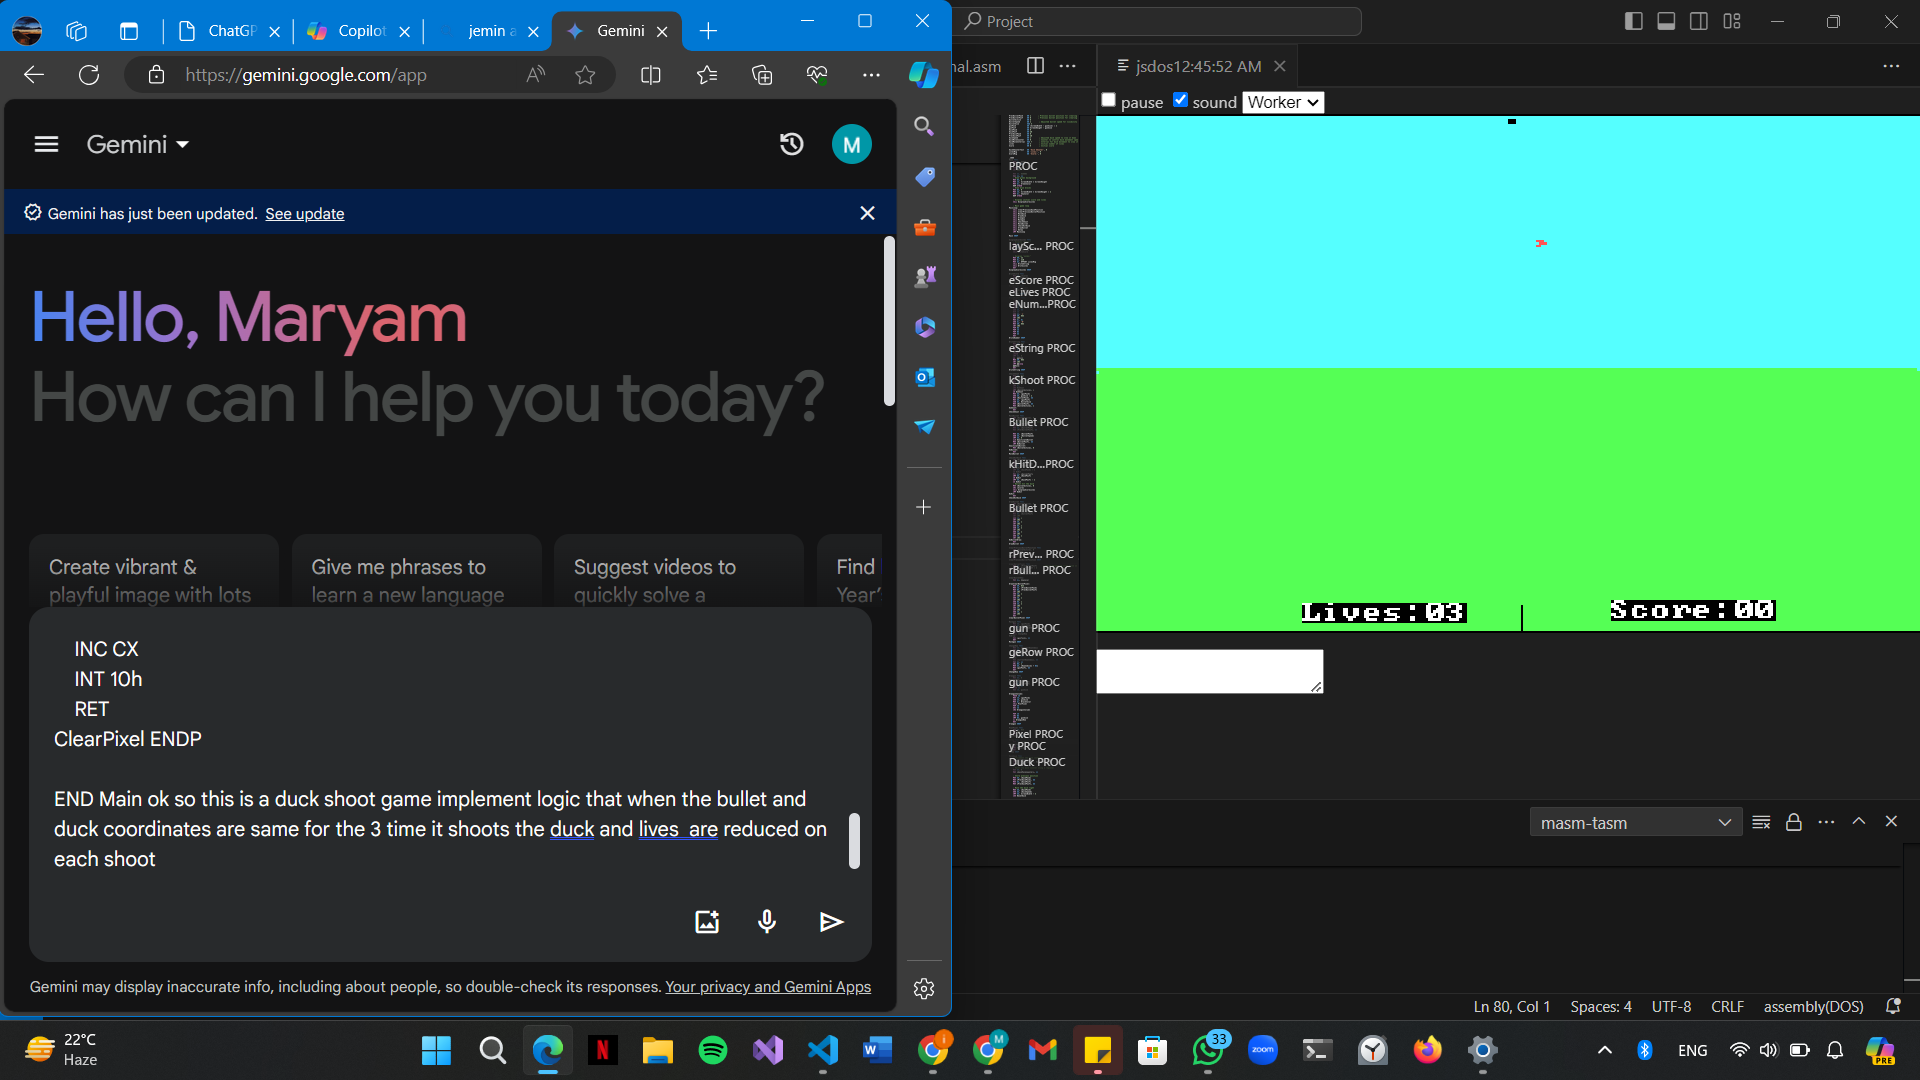 ChatGP
Copilot
jemin a
Gemini
https://gemini.google.com/app
Gemini
M
Gemini has just been updated. See update
Hello, Maryam
How can I help you today?
Create vibrant &
playful image with lots
Give me phrases to
learn a new language
Suggest videos to
quickly solve a
Find
Year'
INC CX
INT 10h
RET
ClearPixel ENDP
END Main ok so this is a duck shoot game implement logic that when the bullet and
duck coordinates are same for the 3 time it shoots the duck and lives are reduced on
each shoot
Gemini may display inaccurate info, including about people, so double-check its responses. Your privacy and Gemini Apps
Project
nal.asm
jsdos12:45:52 AM
pause
sound
Worker
PROC
laySc... PROC
eScore PROC
eLives PROC
eNum...PROC
eString PROC
kShoot PROC
Bullet PROC
kHitD...PROC
Bullet PROC
rPrev... PROC
rBull... PROC
gun PROC
geRow PROC
gun PROC
Pixel PROC
y PROC
Duck PROC
Lives:03
Score:00
masm-tasm
Ln 80, Col 1
Spaces: 4
UTF-8
CRLF
assembly(DOS)
22°C
Haze
N
W
i
M
33
zoom
ENG
PRE